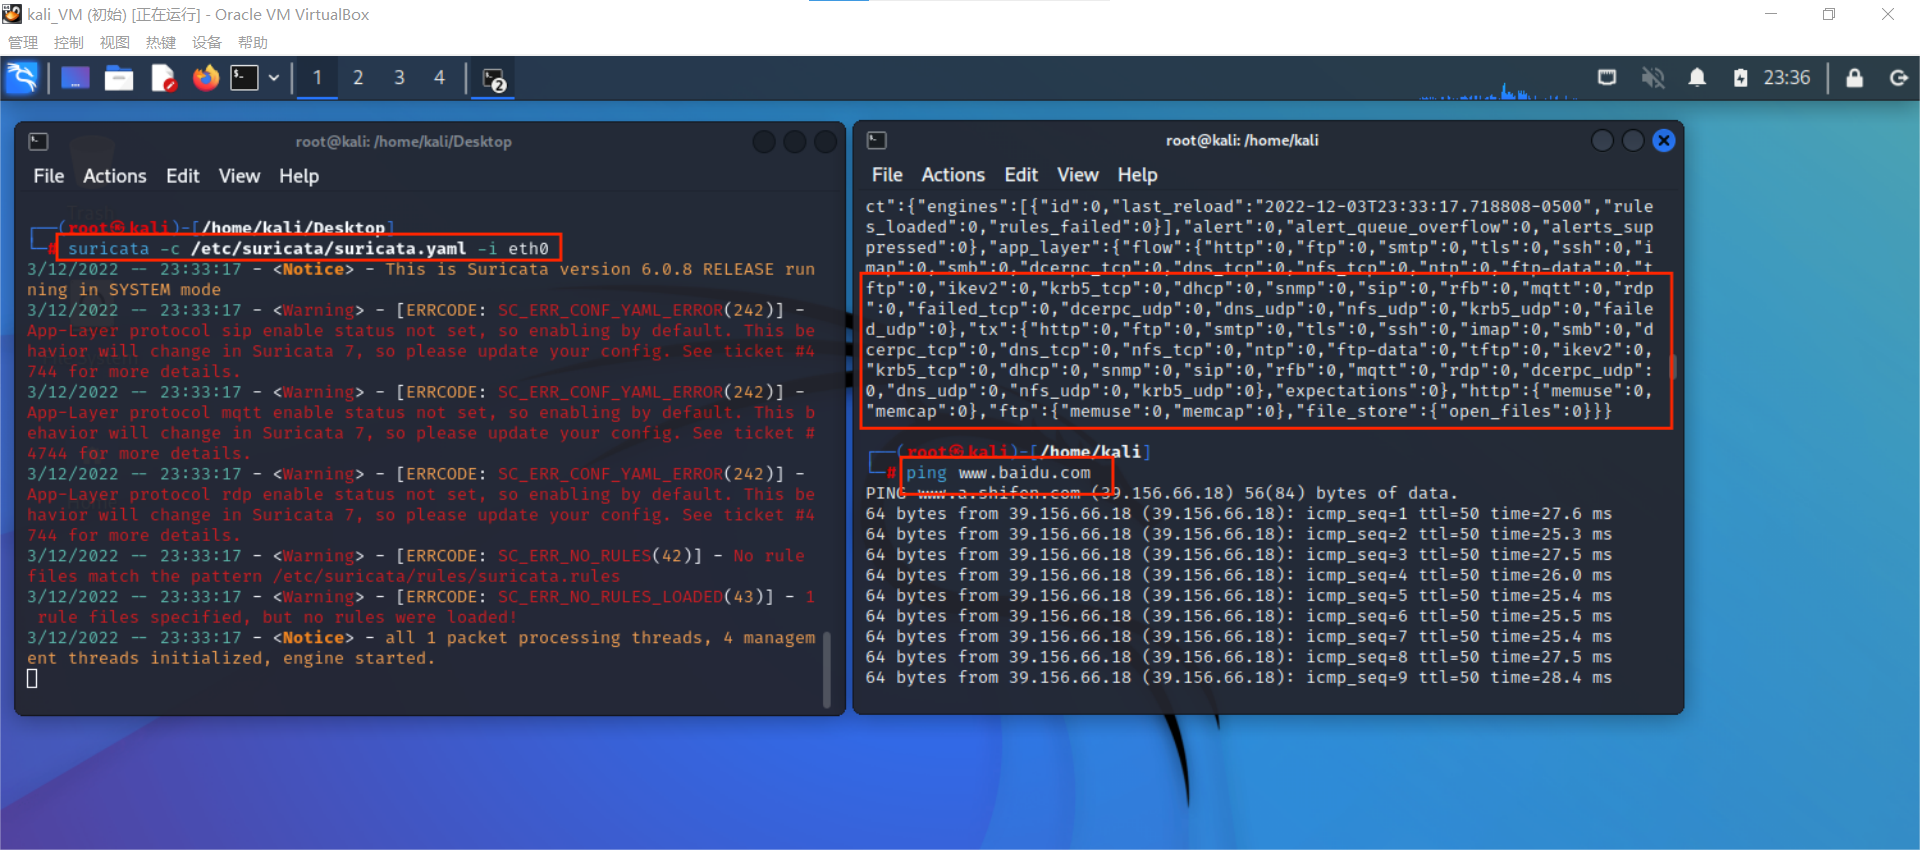 kali_VM (初始) [正在运行] - Oracle VM VirtualBox
管理 控制 视图 热键 设备 帮助
1 2 3 4 2 23:36
root@kali: /home/kali/Desktop
File Actions Edit View Help
(root㉿kali)-[/home/kali/Desktop]
# suricata -c /etc/suricata/suricata.yaml -i eth0
3/12/2022 -- 23:33:17 - <Notice> - This is Suricata version 6.0.8 RELEASE run
ning in SYSTEM mode
3/12/2022 -- 23:33:17 - <Warning> - [ERRCODE: SC_ERR_CONF_YAML_ERROR(242)] -
App-Layer protocol sip enable status not set, so enabling by default. This be
havior will change in Suricata 7, so please update your config. See ticket #4
744 for more details.
3/12/2022 -- 23:33:17 - <Warning> - [ERRCODE: SC_ERR_CONF_YAML_ERROR(242)] -
App-Layer protocol mqtt enable status not set, so enabling by default. This b
ehavior will change in Suricata 7, so please update your config. See ticket #
4744 for more details.
3/12/2022 -- 23:33:17 - <Warning> - [ERRCODE: SC_ERR_CONF_YAML_ERROR(242)] -
App-Layer protocol rdp enable status not set, so enabling by default. This be
havior will change in Suricata 7, so please update your config. See ticket #4
744 for more details.
3/12/2022 -- 23:33:17 - <Warning> - [ERRCODE: SC_ERR_NO_RULES(42)] - No rule
files match the pattern /etc/suricata/rules/suricata.rules
3/12/2022 -- 23:33:17 - <Warning> - [ERRCODE: SC_ERR_NO_RULES_LOADED(43)] - 1
rule files specified, but no rules were loaded!
3/12/2022 -- 23:33:17 - <Notice> - all 1 packet processing threads, 4 managem
ent threads initialized, engine started.
root@kali: /home/kali
File Actions Edit View Help
ct":{"engines":[{"id":0,"last_reload":"2022-12-03T23:33:17.718808-0500","rule
s_loaded":0,"rules_failed":0}],"alert":0,"alert_queue_overflow":0,"alerts_sup
pressed":0},"app_layer":{"flow":{"http":0,"ftp":0,"smtp":0,"tls":0,"ssh":0,"i
map":0,"smb":0,"dcerpc_tcp":0,"dns_tcp":0,"nfs_tcp":0,"ntp":0,"ftp-data":0,"t
ftp":0,"ikev2":0,"krb5_tcp":0,"dhcp":0,"snmp":0,"sip":0,"rfb":0,"mqtt":0,"rdp
":0,"failed_tcp":0,"dcerpc_udp":0,"dns_udp":0,"nfs_udp":0,"krb5_udp":0,"faile
d_udp":0},"tx":{"http":0,"ftp":0,"smtp":0,"tls":0,"ssh":0,"imap":0,"smb":0,"d
cerpc_tcp":0,"dns_tcp":0,"nfs_tcp":0,"ntp":0,"ftp-data":0,"tftp":0,"ikev2":0,
"krb5_tcp":0,"dhcp":0,"snmp":0,"sip":0,"rfb":0,"mqtt":0,"rdp":0,"dcerpc_udp":
0,"dns_udp":0,"nfs_udp":0,"krb5_udp":0},"expectations":0},"http":{"memuse":0,
"memcap":0},"ftp":{"memuse":0,"memcap":0},"file_store":{"open_files":0}}}
(root㉿kali)-[/home/kali]
# ping www.baidu.com
PING www.a.shifen.com (39.156.66.18) 56(84) bytes of data.
64 bytes from 39.156.66.18 (39.156.66.18): icmp_seq=1 ttl=50 time=27.6 ms
64 bytes from 39.156.66.18 (39.156.66.18): icmp_seq=2 ttl=50 time=25.3 ms
64 bytes from 39.156.66.18 (39.156.66.18): icmp_seq=3 ttl=50 time=27.5 ms
64 bytes from 39.156.66.18 (39.156.66.18): icmp_seq=4 ttl=50 time=26.0 ms
64 bytes from 39.156.66.18 (39.156.66.18): icmp_seq=5 ttl=50 time=25.4 ms
64 bytes from 39.156.66.18 (39.156.66.18): icmp_seq=6 ttl=50 time=25.5 ms
64 bytes from 39.156.66.18 (39.156.66.18): icmp_seq=7 ttl=50 time=25.4 ms
64 bytes from 39.156.66.18 (39.156.66.18): icmp_seq=8 ttl=50 time=27.5 ms
64 bytes from 39.156.66.18 (39.156.66.18): icmp_seq=9 ttl=50 time=28.4 ms